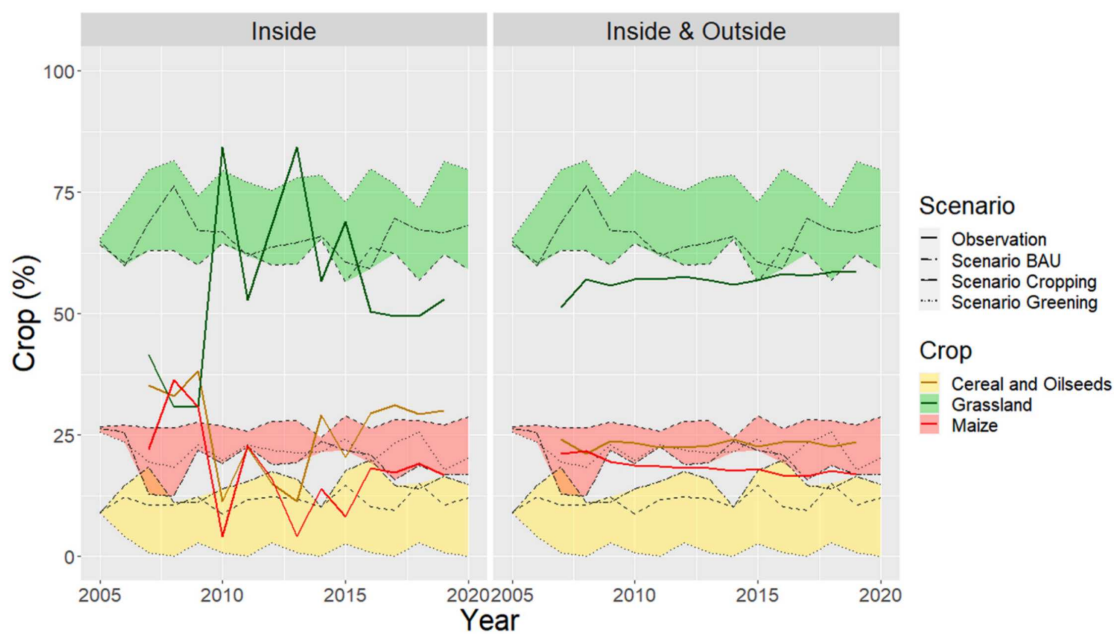 Inside
Inside & Outside
Crop (%)
100
75
50
25
0
2005
2010
2015
2020
2005
2010
2015
2020
Year
Scenario
Observation
Scenario BAU
Scenario Cropping
Scenario Greening
Crop
Cereal and Oilseeds
Grassland
Maize